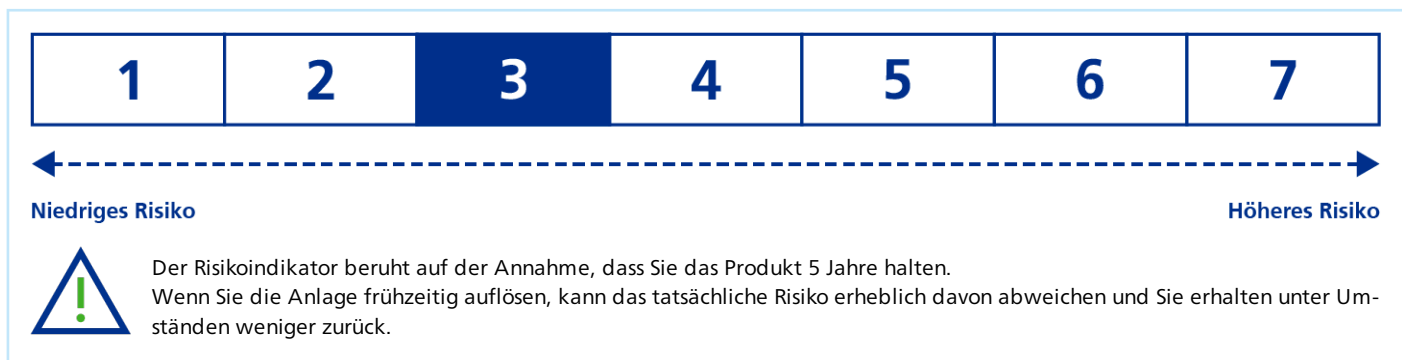 1 2 3 4 5 6 7
Niedriges Risiko Höheres Risiko
Der Risikoindikator beruht auf der Annahme, dass Sie das Produkt 5 Jahre halten.
Wenn Sie die Anlage frühzeitig auflösen, kann das tatsächliche Risiko erheblich davon abweichen und Sie erhalten unter Um-
ständen weniger zurück.